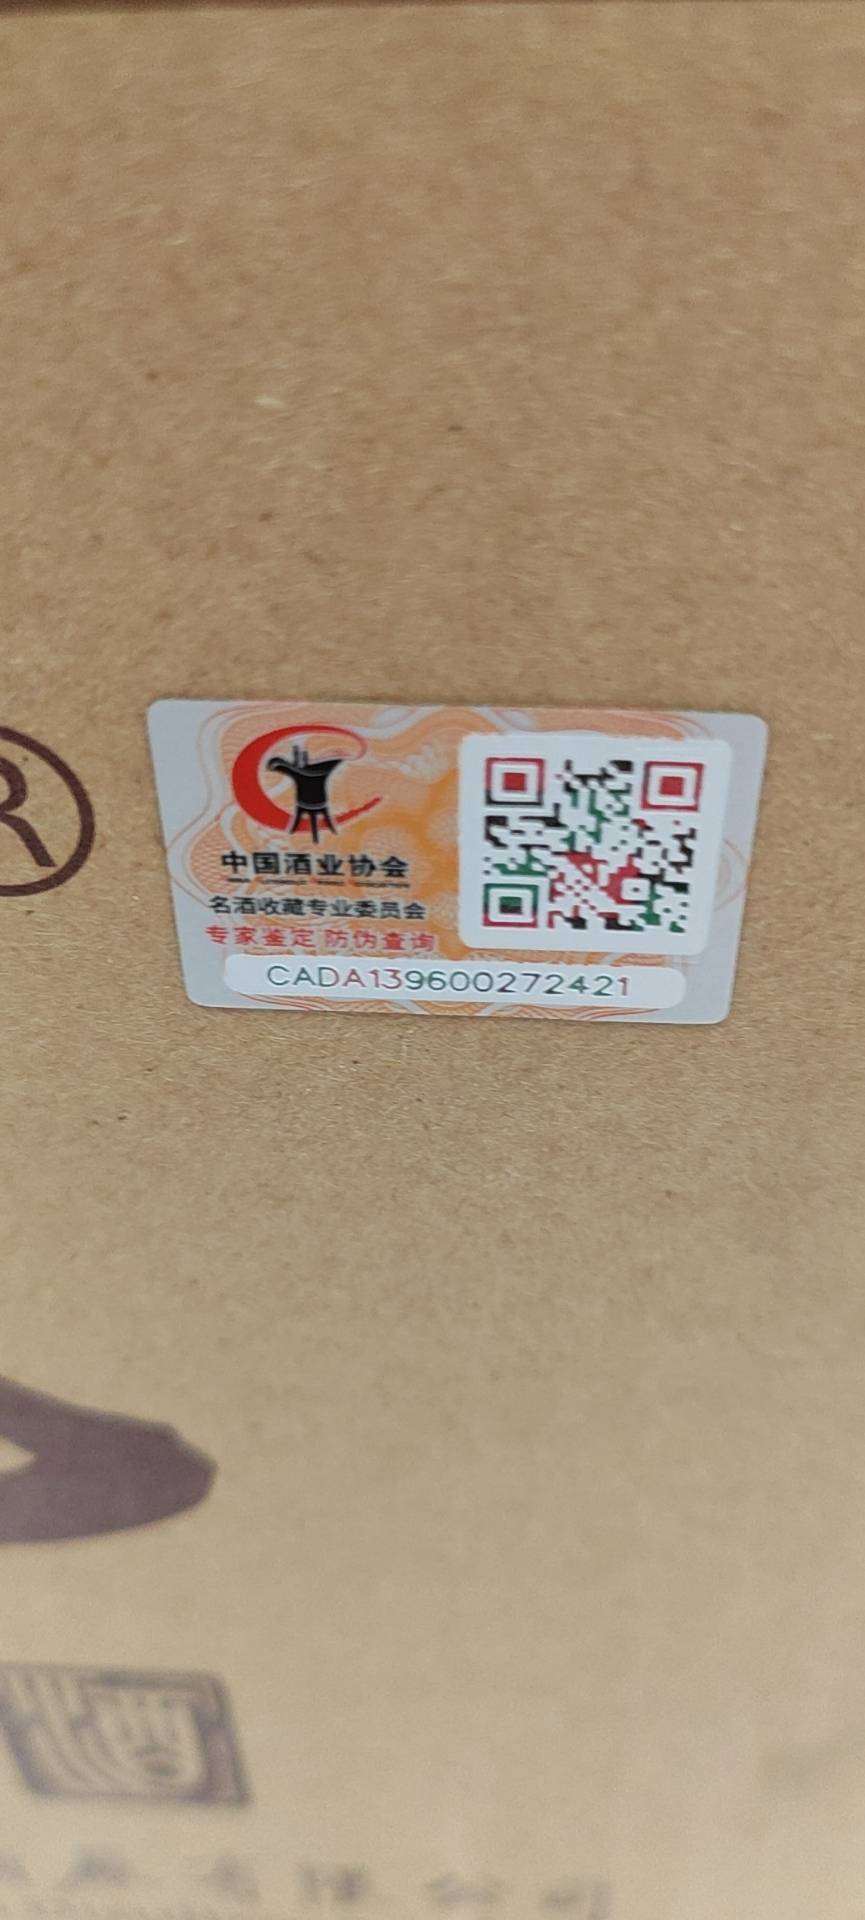 ®
中国酒业协会
名酒收藏专业委员会
专家鉴定 防伪查询
CADA139600272421
酒